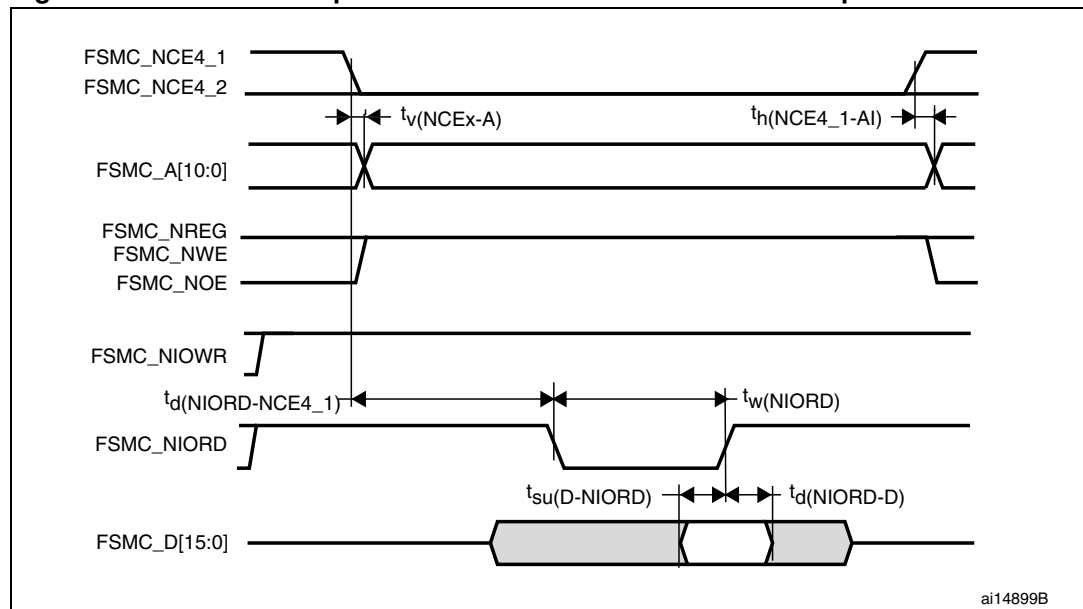 FSMC_NCE4_1
FSMC_NCE4_2
tv(NCEx-A)
th(NCE4_1-AI)
FSMC_A[10:0]
FSMC_NREG
FSMC_NWE
FSMC_NOE
FSMC_NIOWR
td(NIORD-NCE4_1)
tw(NIORD)
FSMC_NIORD
tsu(D-NIORD)
td(NIORD-D)
FSMC_D[15:0]
ai14899B